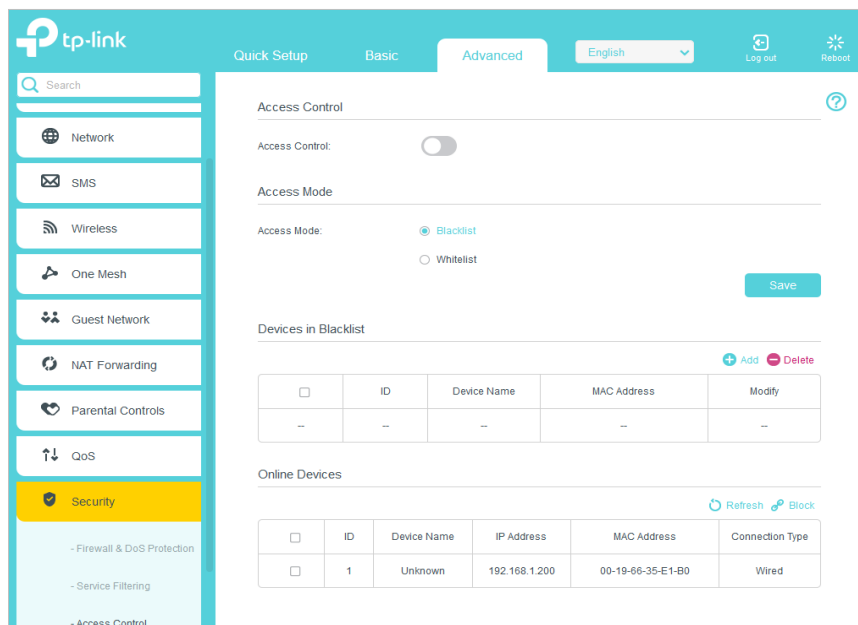 tp-link
Quick Setup Basic Advanced English Log out Reboot
Search
Network
SMS
Wireless
One Mesh
Guest Network
NAT Forwarding
Parental Controls
QoS
Security
- Firewall & DoS Protection
- Service Filtering
- Access Control
Access Control
Access Control:
Access Mode
Access Mode: Blacklist
Whitelist
Save
Devices in Blacklist
Add Delete
ID Device Name MAC Address Modify
-- -- -- -- --
Online Devices
Refresh Block
ID Device Name IP Address MAC Address Connection Type
1 Unknown 192.168.1.200 00-19-66-35-E1-B0 Wired